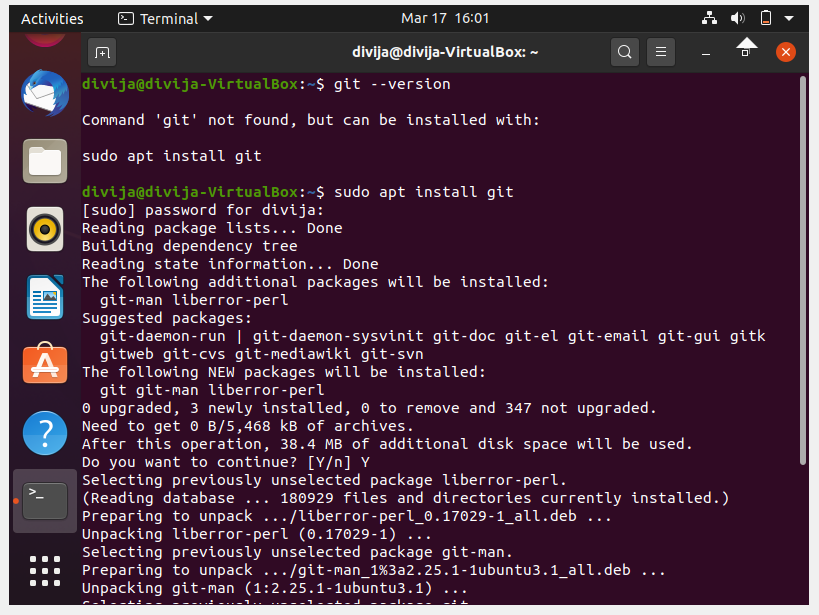 Activities Terminal Mar 17 16:01
divija@divija-VirtualBox: ~
divija@divija-VirtualBox:~$ git --version
Command 'git' not found, but can be installed with:
sudo apt install git
divija@divija-VirtualBox:~$ sudo apt install git
[sudo] password for divija:
Reading package lists... Done
Building dependency tree
Reading state information... Done
The following additional packages will be installed:
  git-man liberror-perl
Suggested packages:
  git-daemon-run | git-daemon-sysvinit git-doc git-el git-email git-gui gitk
  gitweb git-cvs git-mediawiki git-svn
The following NEW packages will be installed:
  git git-man liberror-perl
0 upgraded, 3 newly installed, 0 to remove and 347 not upgraded.
Need to get 0 B/5,468 kB of archives.
After this operation, 38.4 MB of additional disk space will be used.
Do you want to continue? [Y/n] Y
Selecting previously unselected package liberror-perl.
(Reading database ... 180929 files and directories currently installed.)
Preparing to unpack .../liberror-perl_0.17029-1_all.deb ...
Unpacking liberror-perl (0.17029-1) ...
Selecting previously unselected package git-man.
Preparing to unpack .../git-man_1%3a2.25.1-1ubuntu3.1_all.deb ...
Unpacking git-man (1:2.25.1-1ubuntu3.1) ...